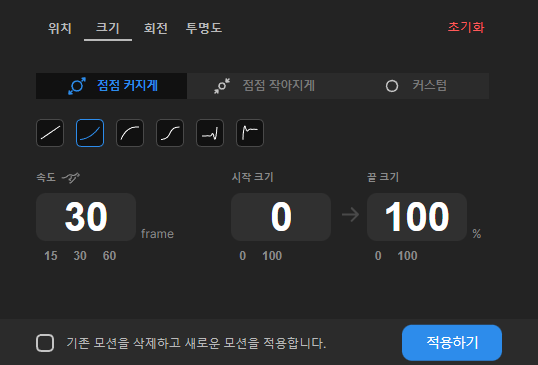 위치 크기 회전 투명도 초기화
점점 커지게 점점 작아지게 커스텀
속도 시작 크기 끝 크기
30 frame 0 100 %
15 30 60 0 100 0 100
기존 모션을 삭제하고 새로운 모션을 적용합니다. 적용하기